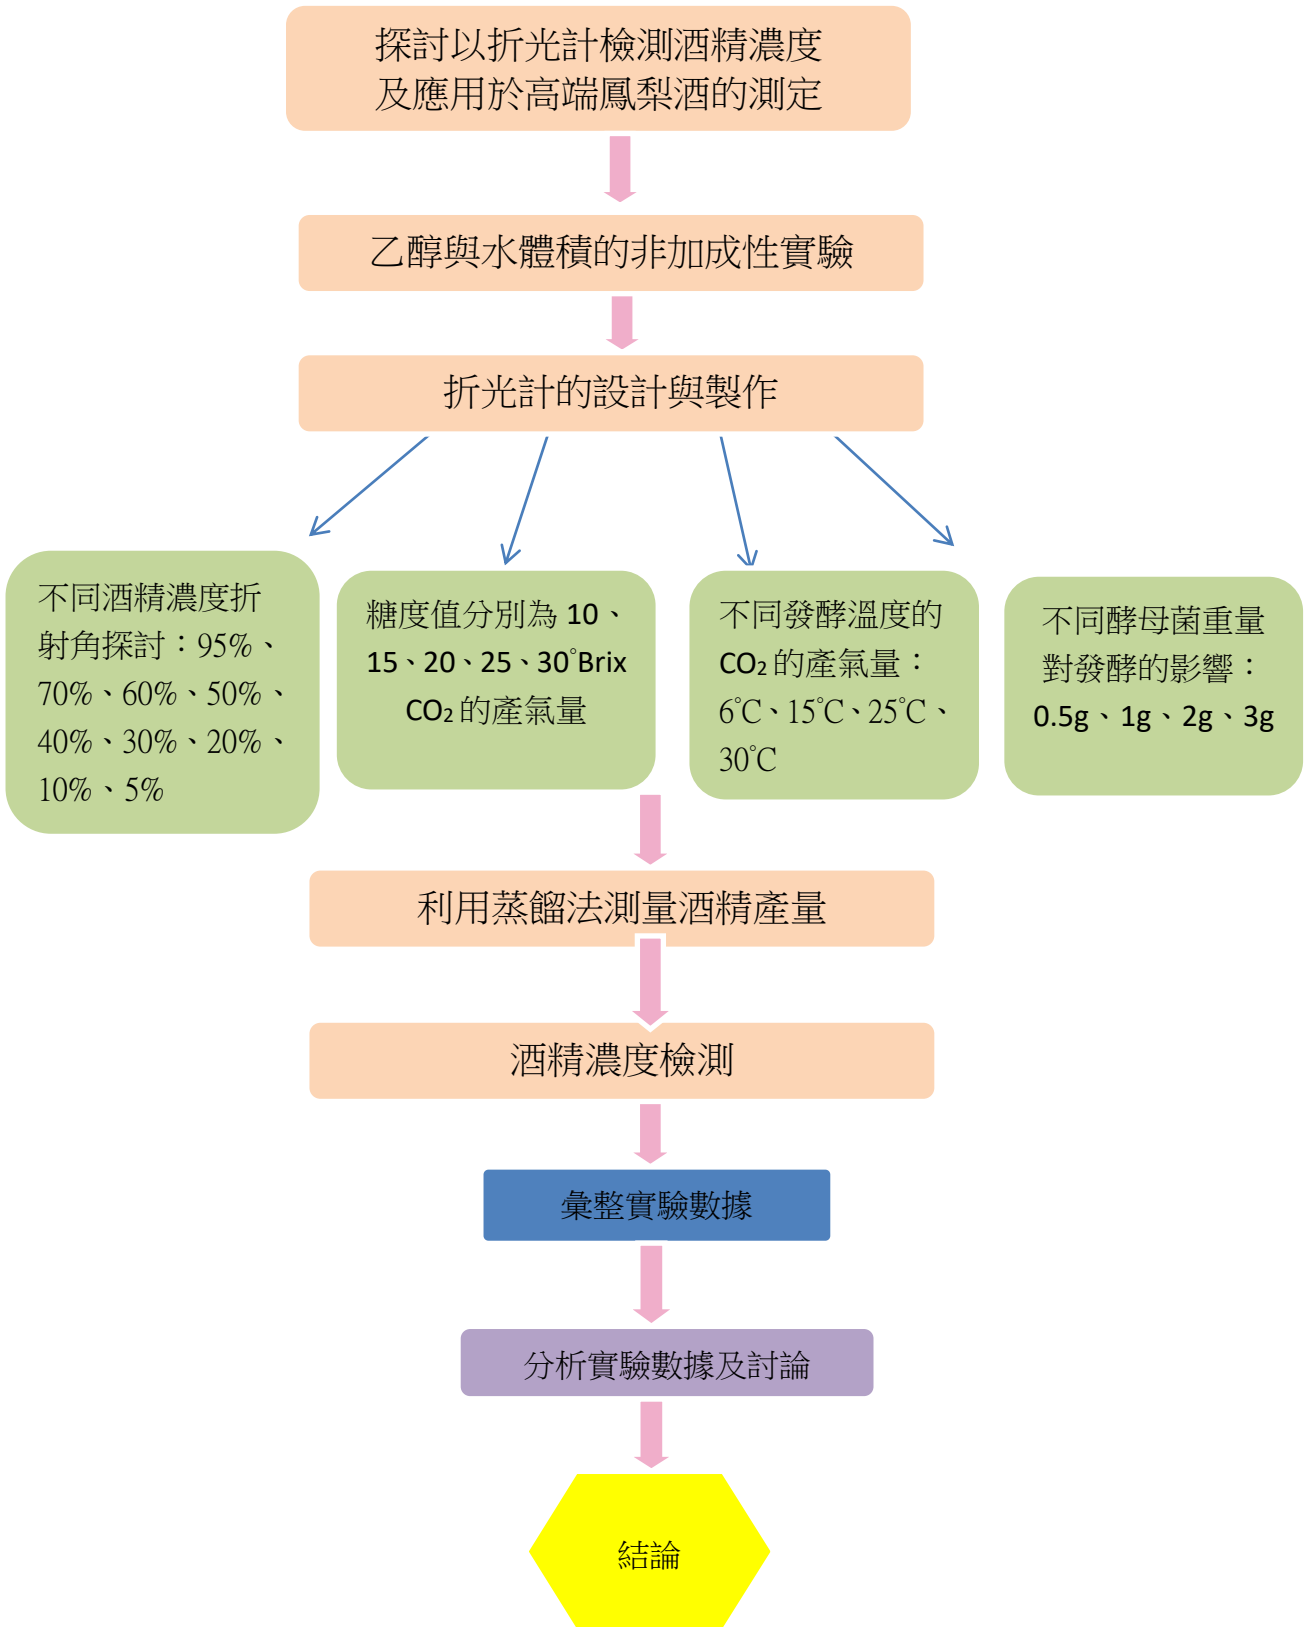 探討以折光計檢測酒精濃度
及應用於高端鳳梨酒的測定
乙醇與水體積的非加成性實驗
折光計的設計與製作
不同酒精濃度折
射角探討：95%、
70%、60%、50%、
40%、30%、20%、
10%、5%
糖度值分別為 10、
15、20、25、30°Brix
CO₂ 的產氣量
不同發酵溫度的
CO₂ 的產氣量：
6℃、15℃、25℃、
30℃
不同酵母菌重量
對發酵的影響：
0.5g、1g、2g、3g
利用蒸餾法測量酒精產量
酒精濃度檢測
彙整實驗數據
分析實驗數據及討論
結論